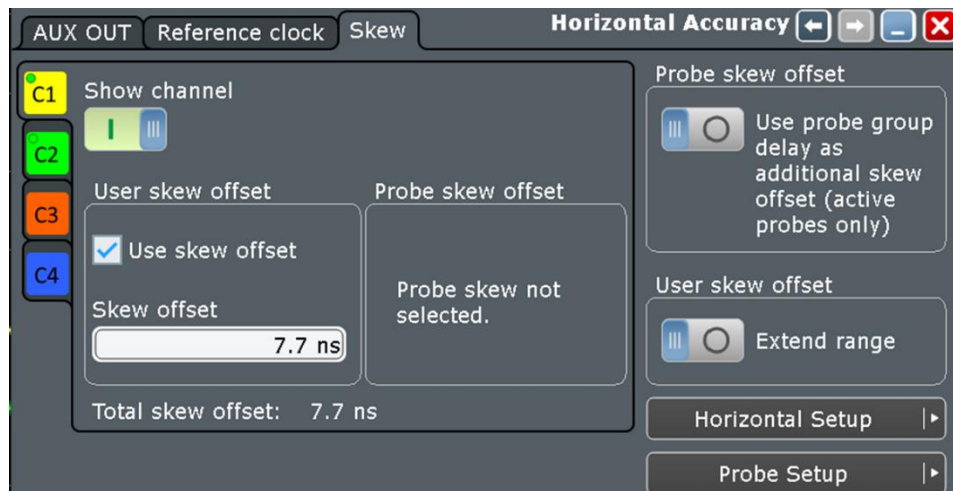 AUX OUT
Reference clock
Skew
Horizontal Accuracy
C1
C2
C3
C4
Show channel
User skew offset
Use skew offset
Skew offset
7.7 ns
Probe skew offset
Probe skew not
selected.
Total skew offset: 7.7 ns
Probe skew offset
Use probe group
delay as
additional skew
offset (active
probes only)
User skew offset
Extend range
Horizontal Setup
Probe Setup